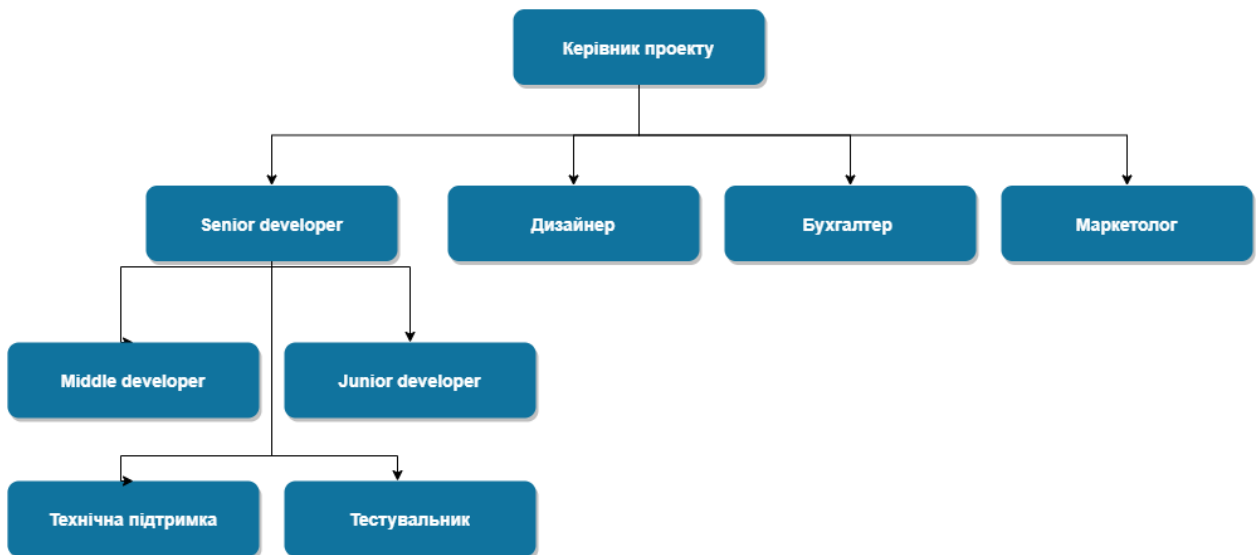 Керівник проекту
Senior developer
Дизайнер
Бухгалтер
Маркетолог
Middle developer
Junior developer
Технічна підтримка
Тестувальник